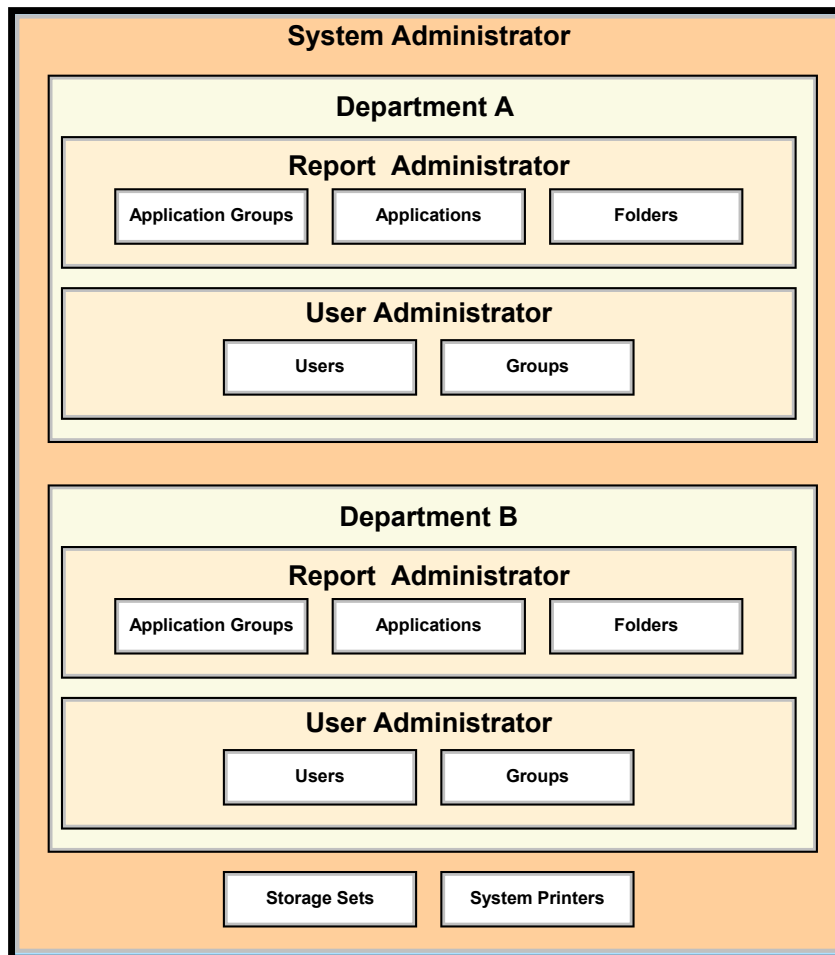 System Administrator
Department A
Report Administrator
Application Groups
Applications
Folders
User Administrator
Users
Groups
Department B
Report Administrator
Application Groups
Applications
Folders
User Administrator
Users
Groups
Storage Sets
System Printers